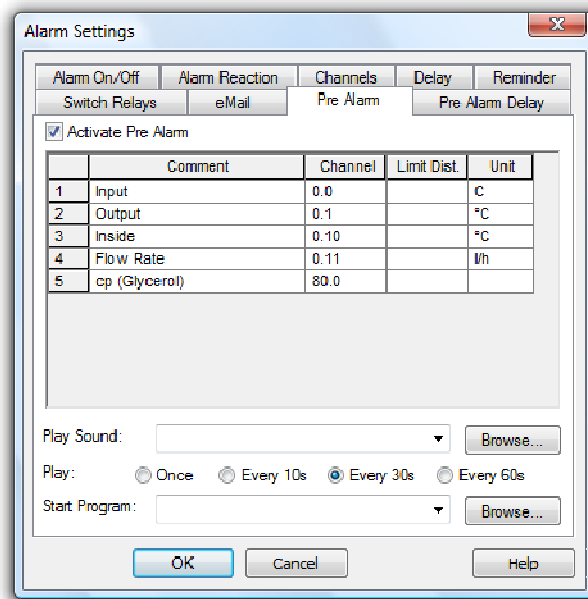 Alarm Settings
Alarm On/Off Alarm Reaction Channels Delay Reminder
Switch Relays eMail Pre Alarm Pre Alarm Delay
Activate Pre Alarm
Comment Channel Limit Dist. Unit
1 Input 0.0 C
2 Output 0.1 °C
3 Inside 0.10 °C
4 Flow Rate 0.11 l/h
5 cp (Glycerol) 80.0
Play Sound: Browse...
Play: Once Every 10s Every 30s Every 60s
Start Program: Browse...
OK Cancel Help